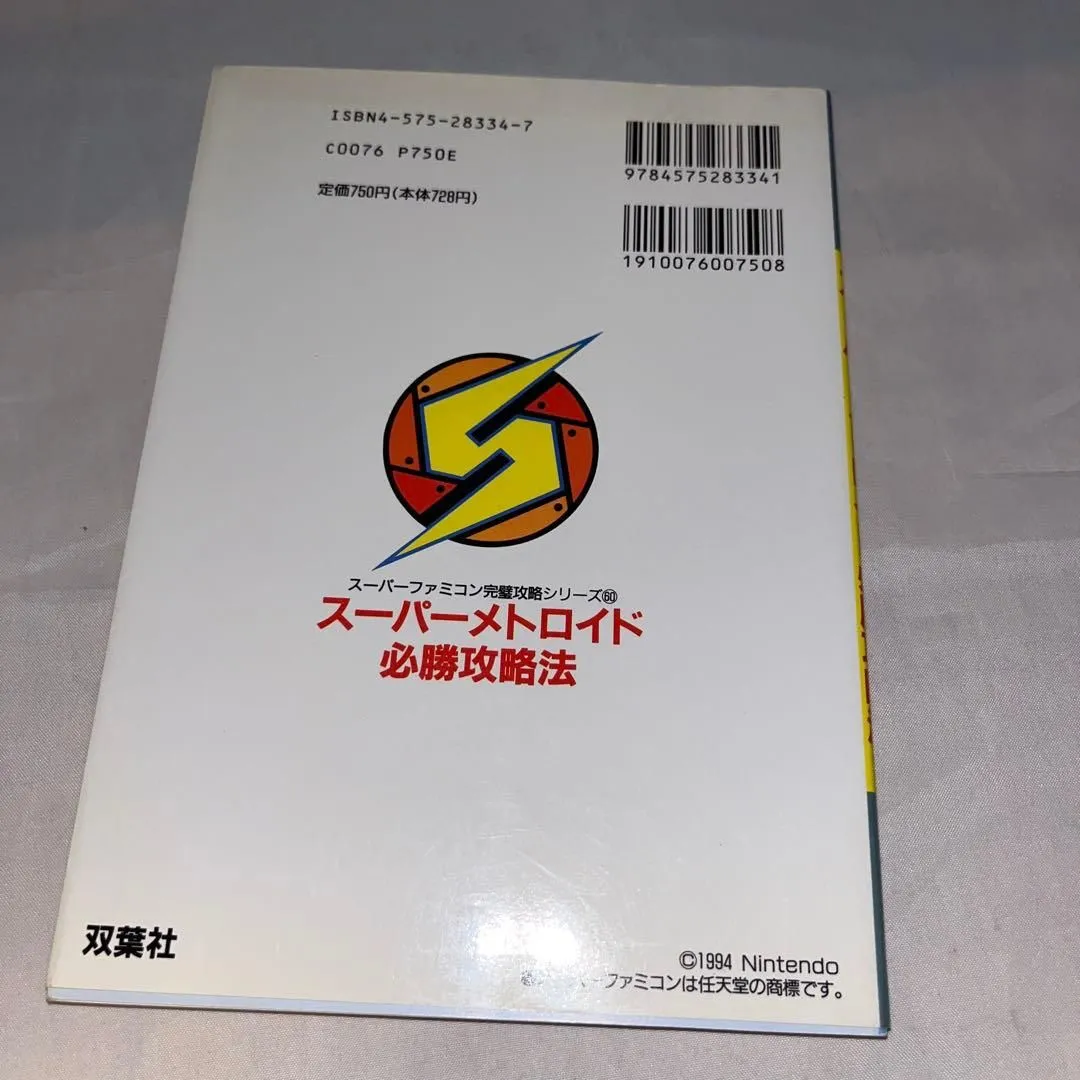 ISBN4-575-28334-7
C0076 P750E
定価750円(本体728円)
9784575283341
1910076007508
スーパーファミコン完璧攻略シリーズ㊿
スーパーメトロイド
必勝攻略法
双葉社
©1994 Nintendo
ファミコンは任天堂の商標です。